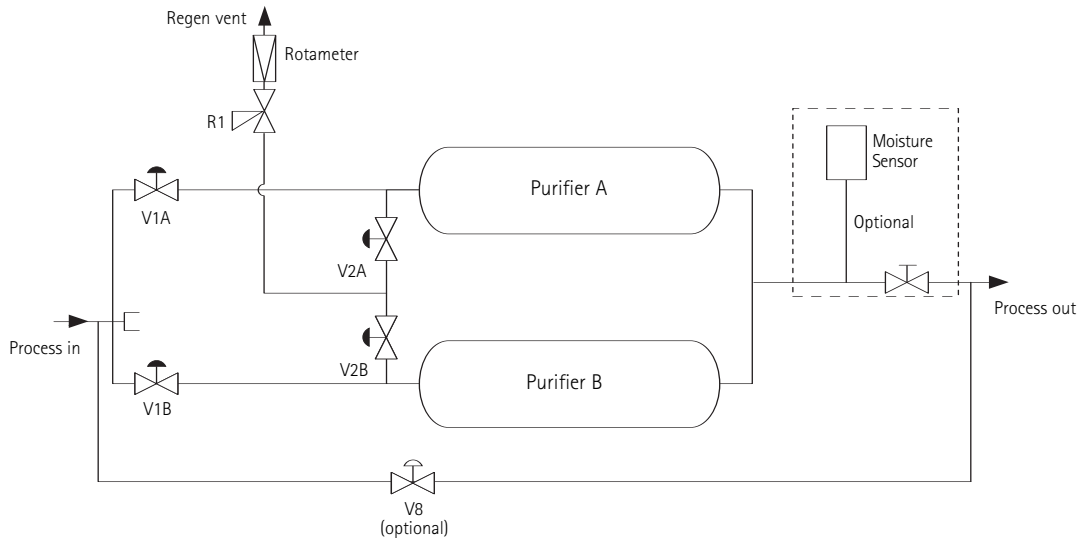 Regen vent
Rotameter
R1
V1A
Purifier A
Moisture
Sensor
Optional
V2A
Process in
Process out
V2B
Purifier B
V1B
V8
(optional)